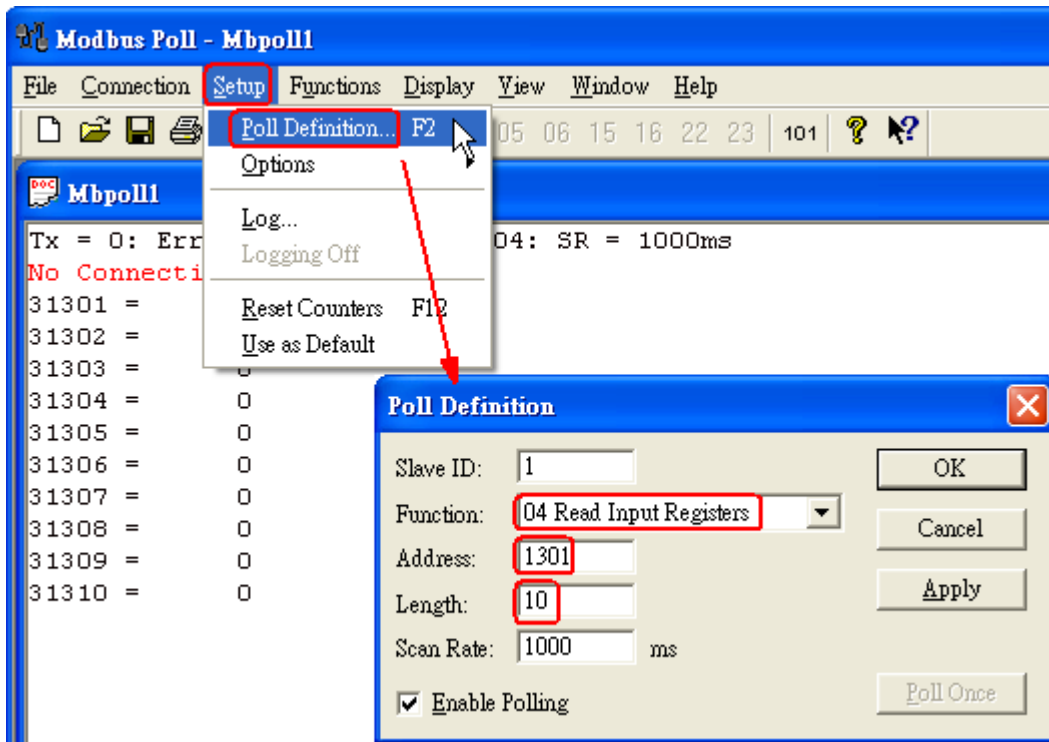 Modbus Poll - Mbpoll1
File Connection Setup Functions Display View Window Help
05 06 15 16 22 23 101
Poll Definition... F2
Options
Log...
Logging Off
Reset Counters F12
Use as Default
Mbpoll1
Tx = 0: Err 04: SR = 1000ms
No Connecti
31301 =
31302 =
31303 = 0
31304 = 0
31305 = 0
31306 = 0
31307 = 0
31308 = 0
31309 = 0
31310 = 0
Poll Definition
Slave ID: 1
OK
Function: 04 Read Input Registers
Cancel
Address: 1301
Length: 10
Apply
Scan Rate: 1000 ms
Enable Polling
Poll Once